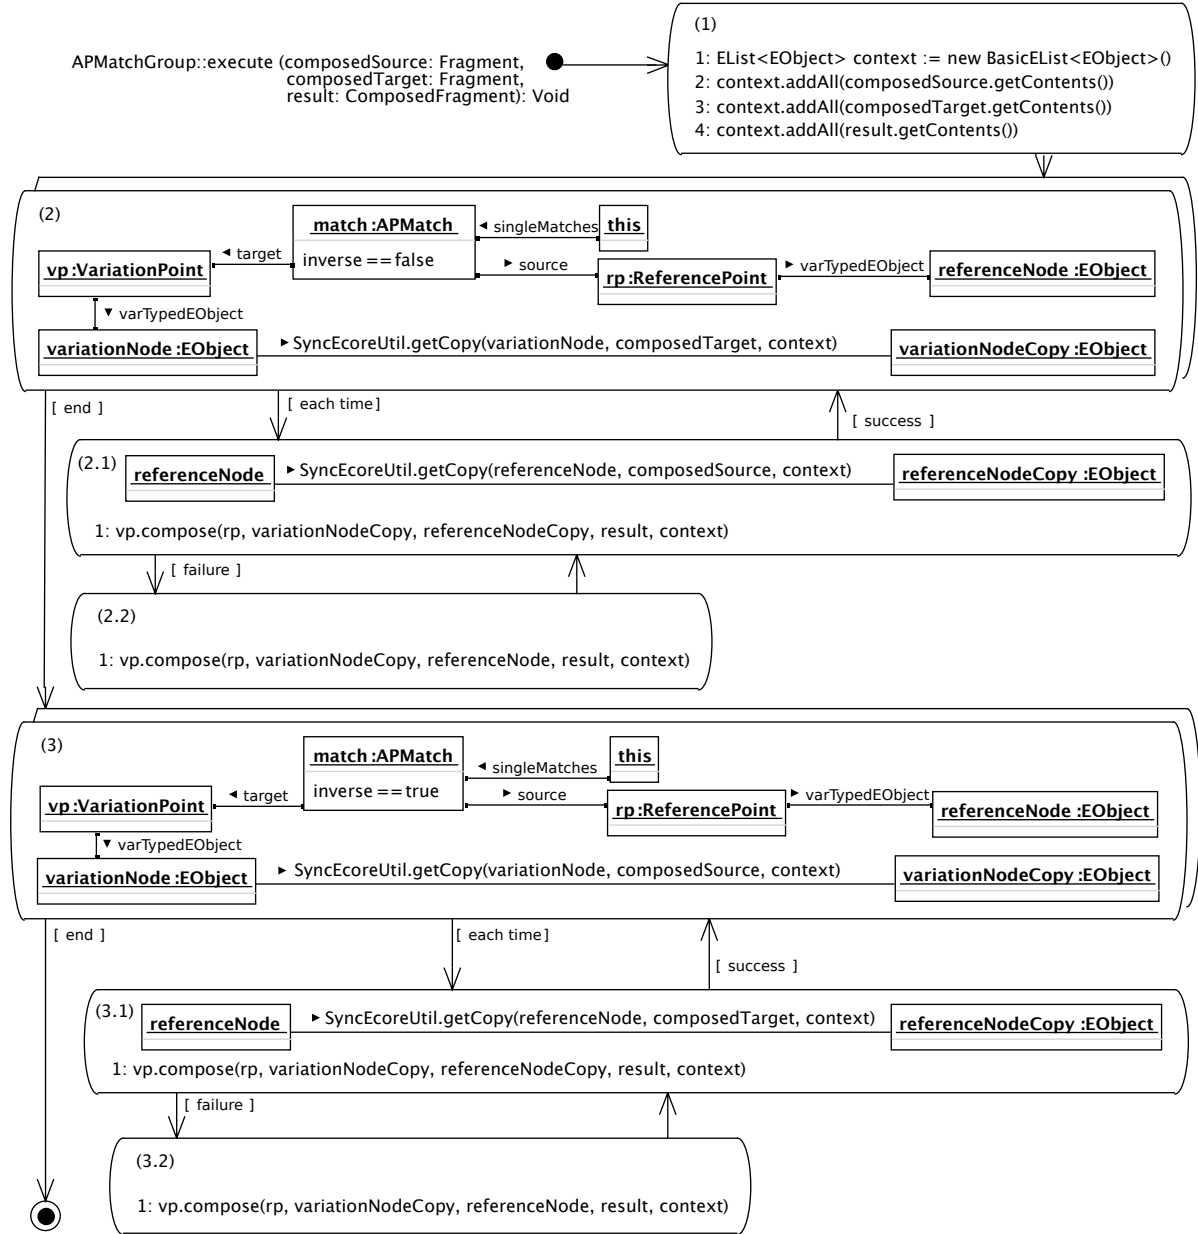 APMatchGroup::execute (composedSource: Fragment,
composedTarget: Fragment,
result: ComposedFragment): Void
(1)
1: EList<EObject> context := new BasicEList<EObject>()
2: context.addAll(composedSource.getContents())
3: context.addAll(composedTarget.getContents())
4: context.addAll(result.getContents())
(2)
match :APMatch
◄ singleMatches
this
vp :VariationPoint
◄ target
inverse == false
► source
rp :ReferencePoint
► varTypedEObject
referenceNode :EObject
▼ varTypedEObject
variationNode :EObject
► SyncEcoreUtil.getCopy(variationNode, composedTarget, context)
variationNodeCopy :EObject
[ end ]
[ each time]
[ success ]
(2.1)
referenceNode
► SyncEcoreUtil.getCopy(referenceNode, composedSource, context)
referenceNodeCopy :EObject
1: vp.compose(rp, variationNodeCopy, referenceNodeCopy, result, context)
[ failure ]
(2.2)
1: vp.compose(rp, variationNodeCopy, referenceNode, result, context)
(3)
match :APMatch
◄ singleMatches
this
vp :VariationPoint
◄ target
inverse == true
► source
rp :ReferencePoint
► varTypedEObject
referenceNode :EObject
▼ varTypedEObject
variationNode :EObject
► SyncEcoreUtil.getCopy(variationNode, composedSource, context)
variationNodeCopy :EObject
[ end ]
[ each time]
[ success ]
(3.1)
referenceNode
► SyncEcoreUtil.getCopy(referenceNode, composedTarget, context)
referenceNodeCopy :EObject
1: vp.compose(rp, variationNodeCopy, referenceNodeCopy, result, context)
[ failure ]
(3.2)
1: vp.compose(rp, variationNodeCopy, referenceNode, result, context)